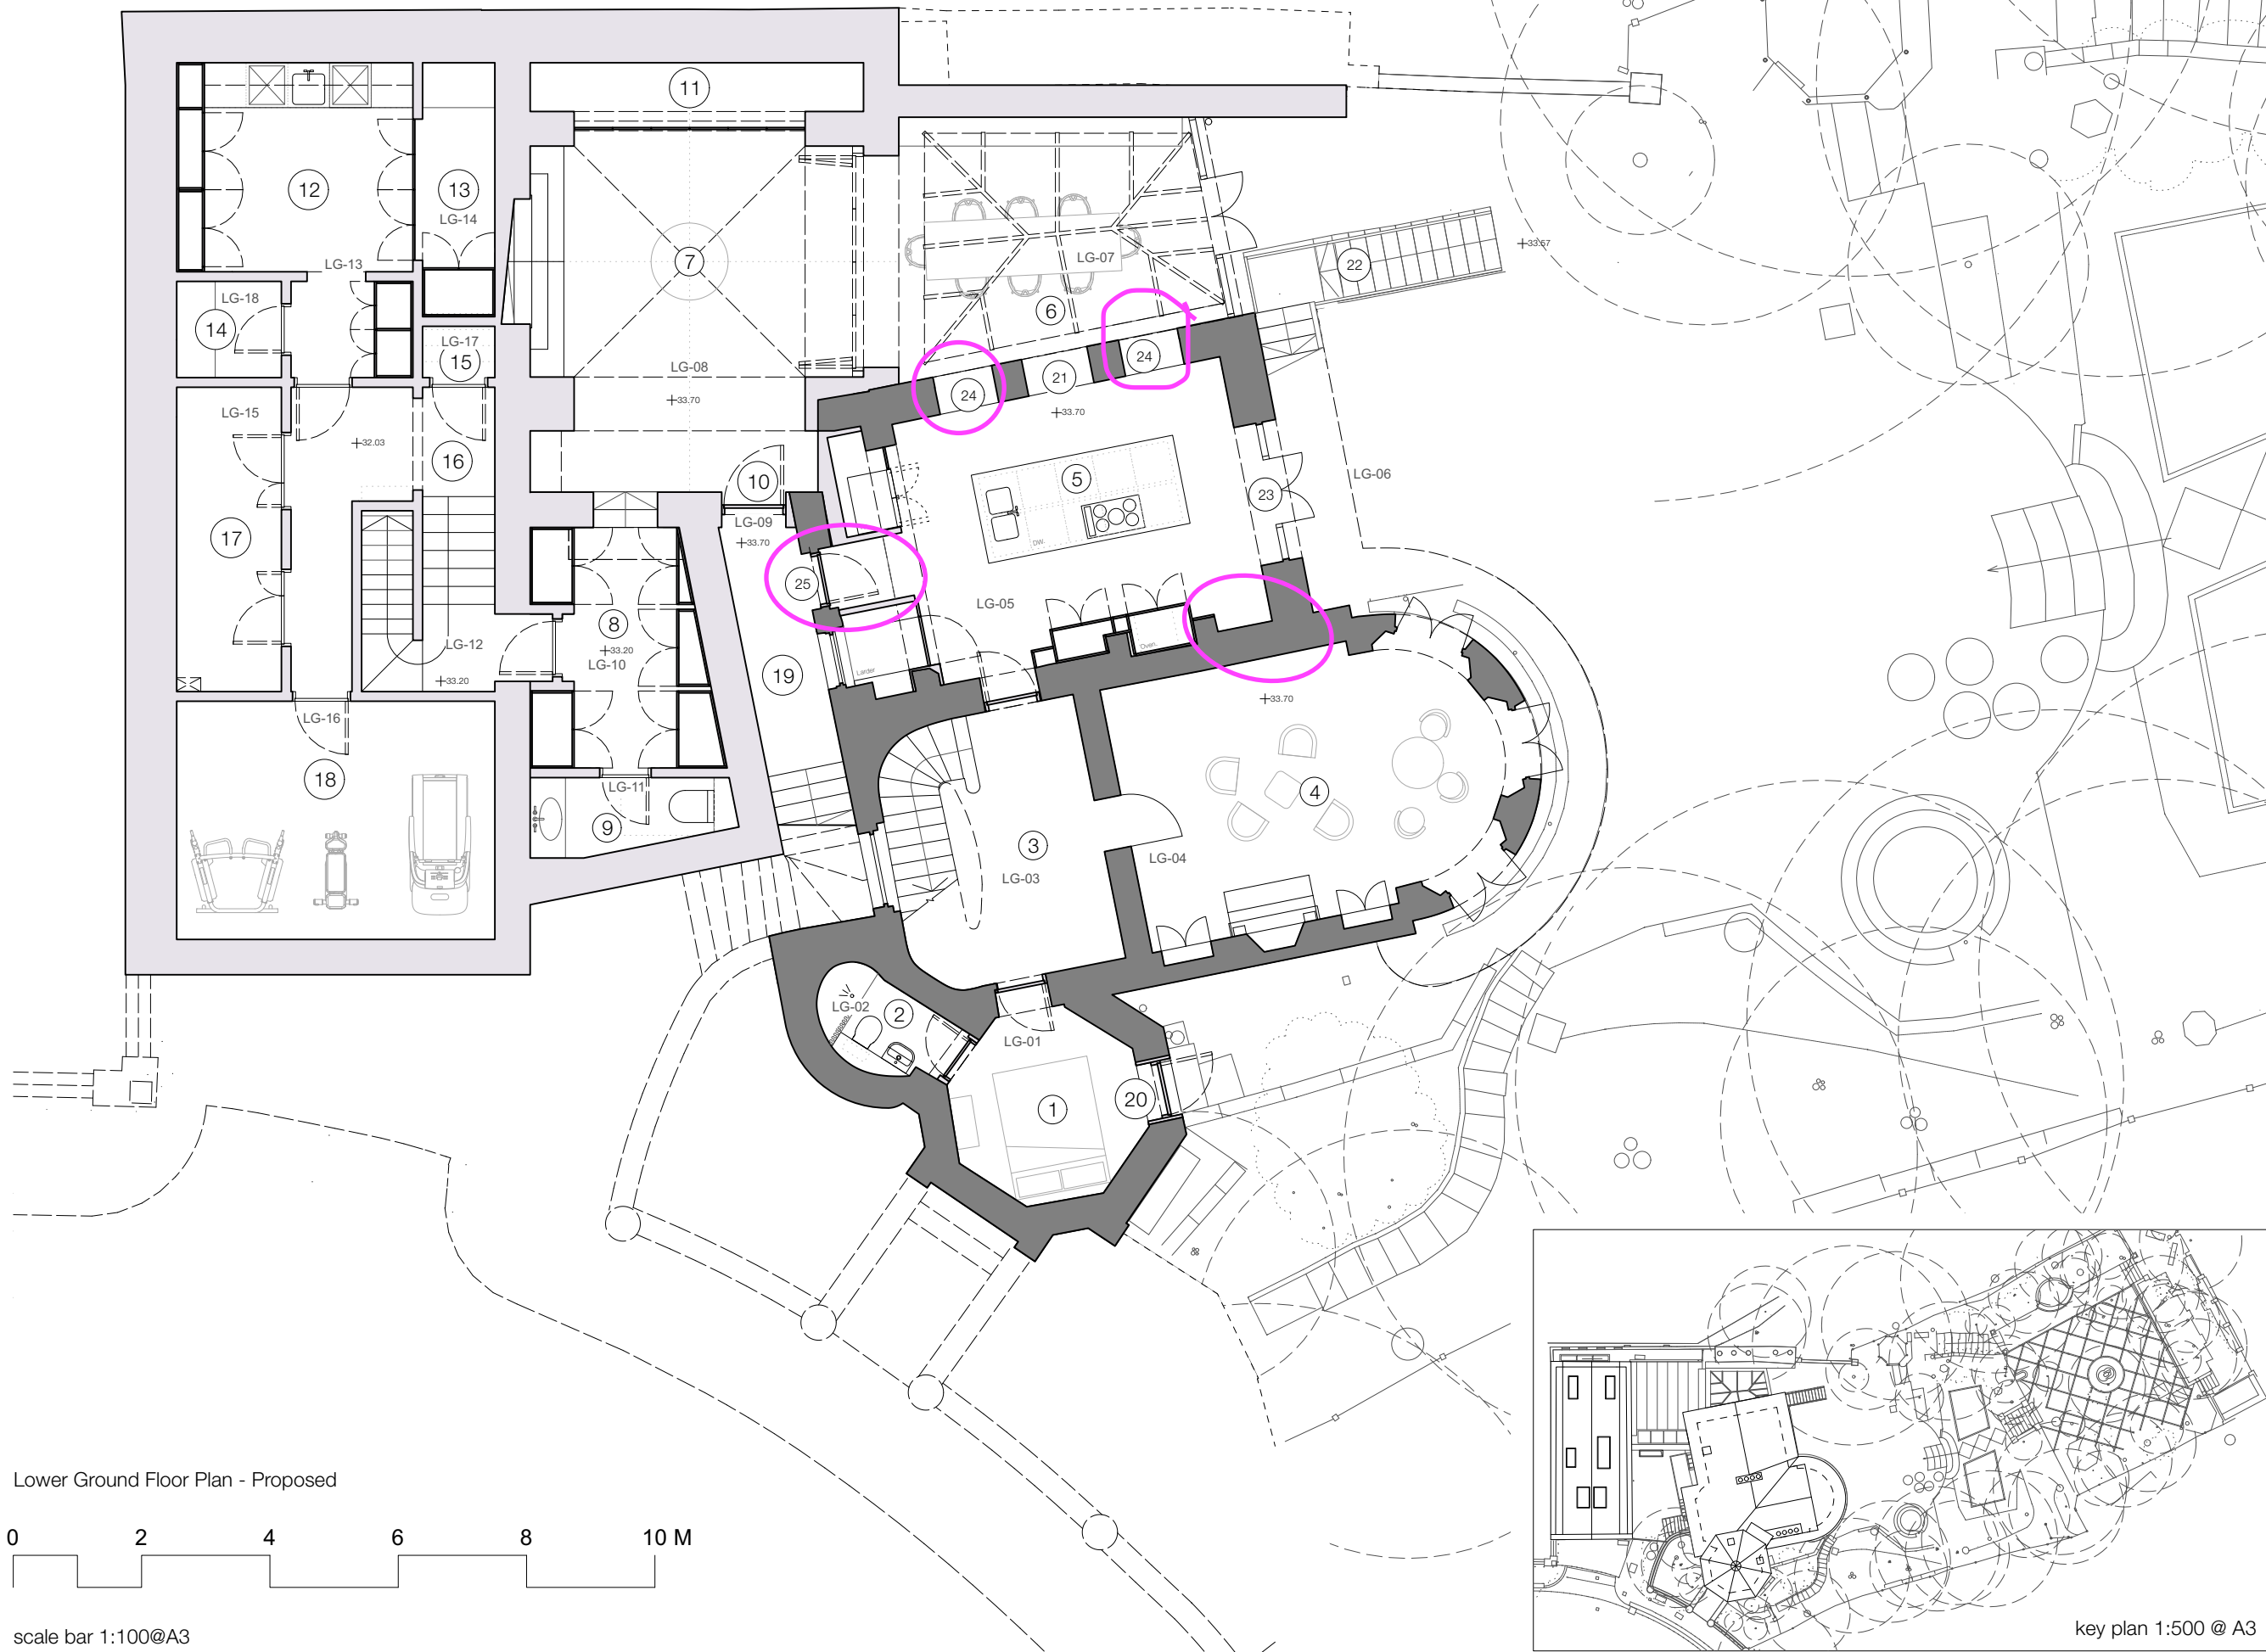 11
12
13
LG-14
7
LG-07
22
33.57
LG-13
LG-18
14
LG-17
15
6
24
21
24
LG-08
33.70
33.70
LG-15
32.03
16
10
5
23
LG-06
LG-09
33.70
17
DW.
25
8
33.20
LG-10
LG-05
LG-12
33.20
19
Larder
Oven.
33.70
LG-16
18
LG-11
9
4
3
LG-03
LG-04
LG-02
2
LG-01
1
20
Lower Ground Floor Plan - Proposed
0 2 4 6 8 10 M
scale bar 1:100@A3
key plan 1:500 @ A3